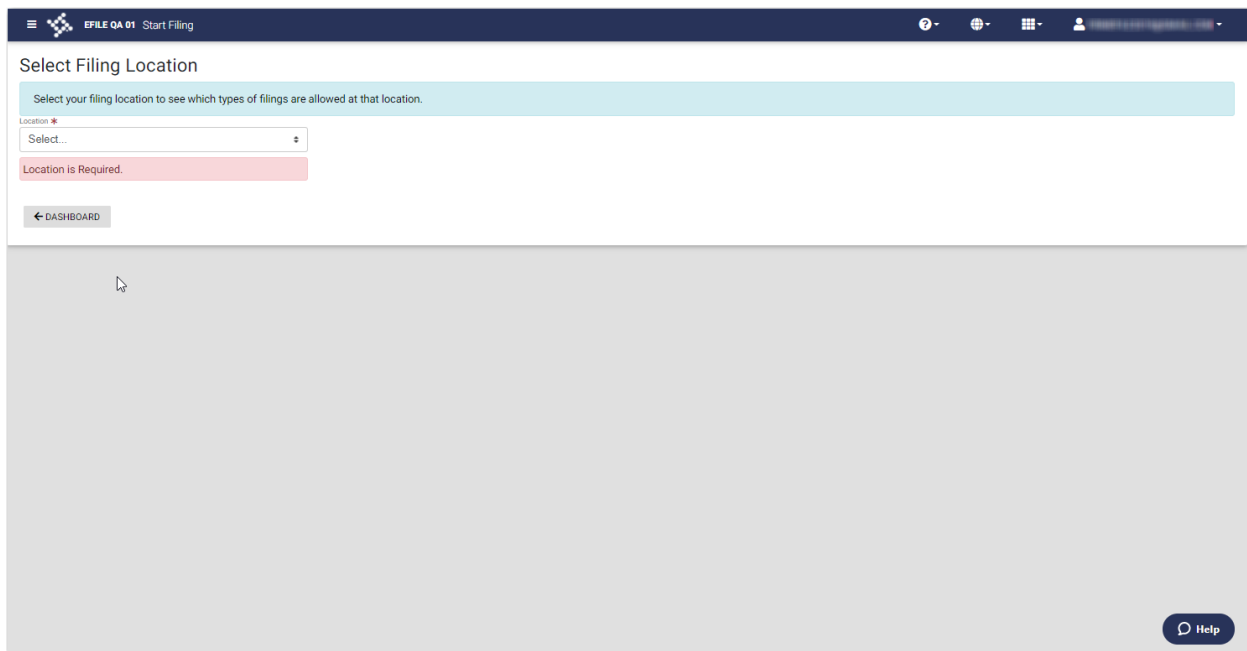 EFILE QA 01 Start Filing
Select Filing Location
Select your filing location to see which types of filings are allowed at that location.
Location *
Select...
Location is Required.
DASHBOARD
Help